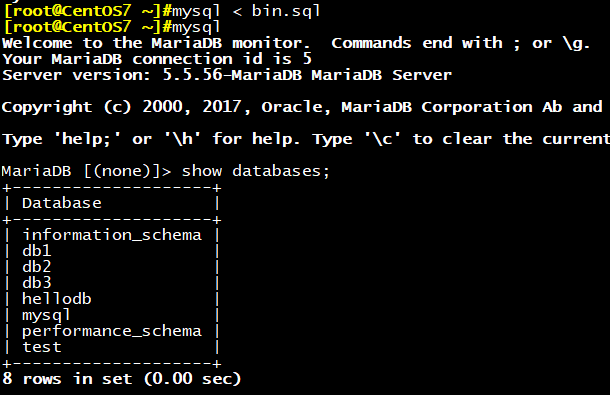 [root@CentOS7 ~]#mysql < bin.sql
[root@CentOS7 ~]#mysql
Welcome to the MariaDB monitor.  Commands end with ; or \g.
Your MariaDB connection id is 5
Server version: 5.5.56-MariaDB MariaDB Server

Copyright (c) 2000, 2017, Oracle, MariaDB Corporation Ab and

Type 'help;' or '\h' for help. Type '\c' to clear the current

MariaDB [(none)]> show databases;
+--------------------+
| Database           |
+--------------------+
| information_schema |
| db1                |
| db2                |
| db3                |
| hellodb            |
| mysql              |
| performance_schema |
| test               |
+--------------------+
8 rows in set (0.00 sec)